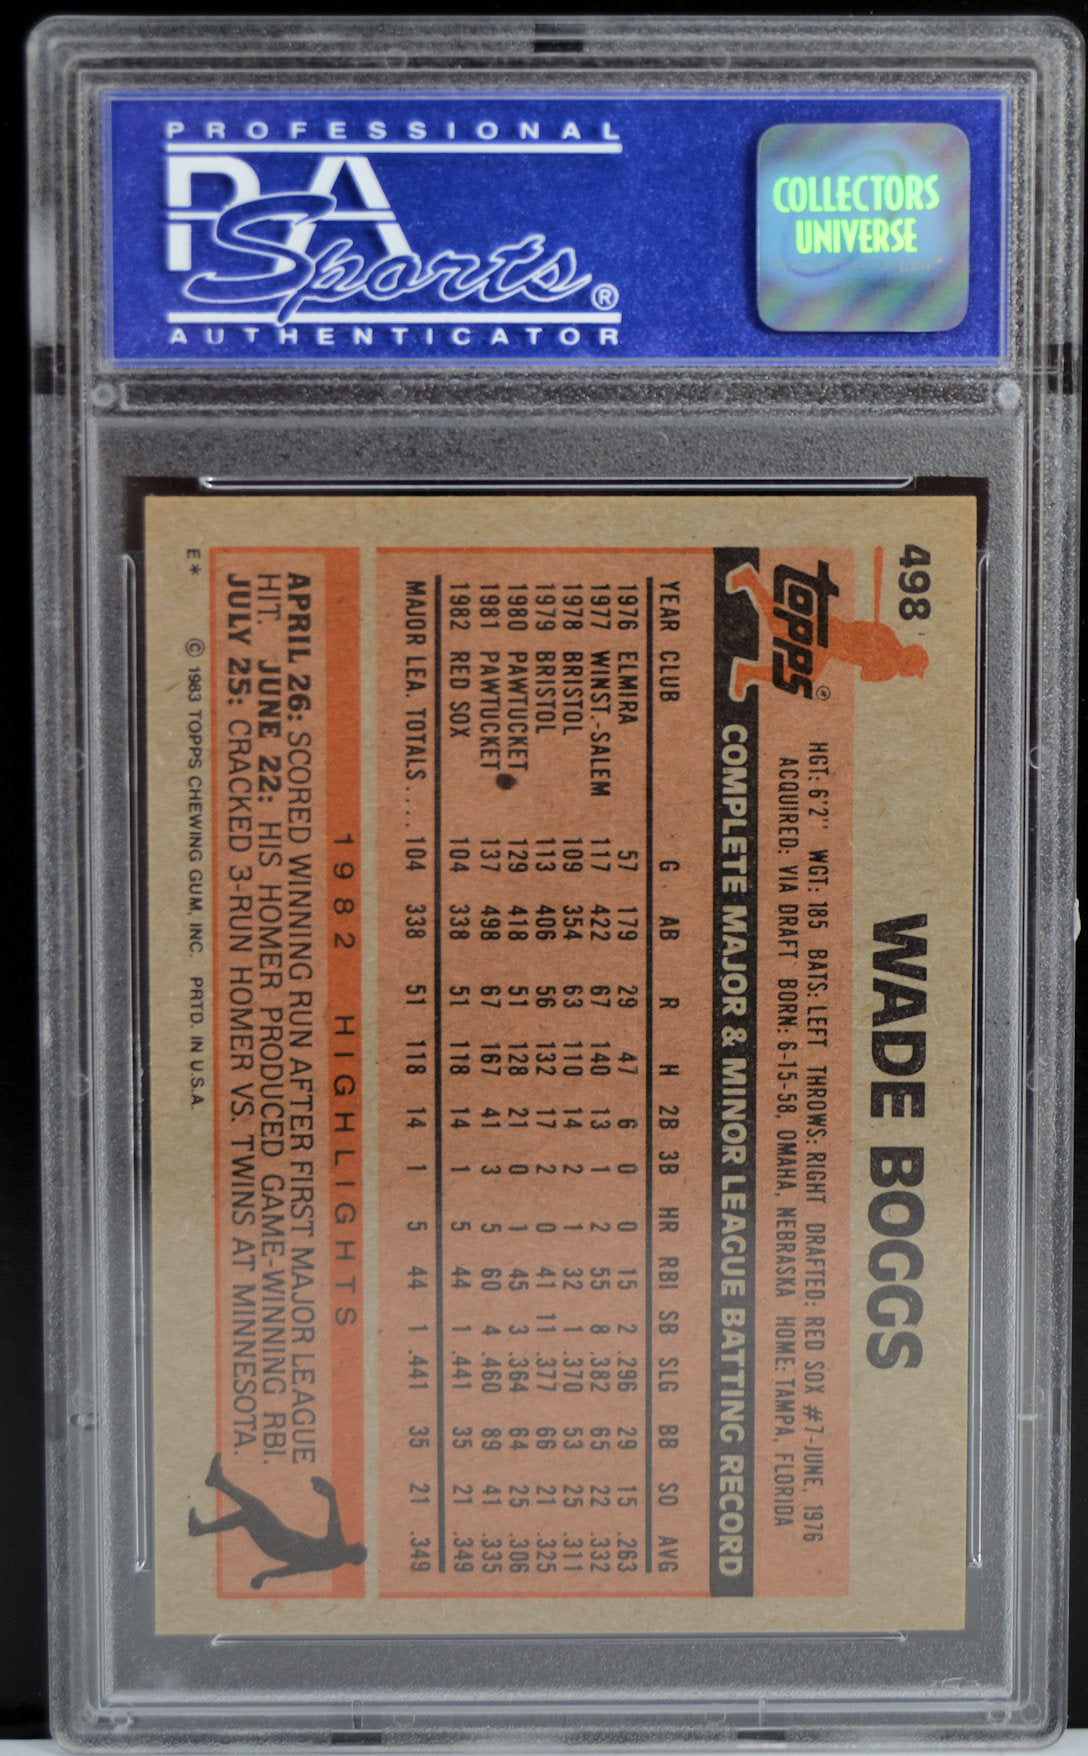 PROFESSIONAL
PSA
Sports®
AUTHENTICATOR
COLLECTORS
UNIVERSE
498
WADE BOGGS
Topps®
HGT: 6'2" WGT: 185 BATS: LEFT THROWS: RIGHT DRAFTED: RED SOX #7-JUNE, 1976
ACQUIRED: VIA DRAFT BORN: 6-15-58, OMAHA, NEBRASKA HOME: TAMPA, FLORIDA
COMPLETE MAJOR & MINOR LEAGUE BATTING RECORD
YEAR CLUB G AB R H 2B 3B HR RBI SB SLG BB SO AVG
1976 ELMIRA 57 179 29 47 6 0 0 15 2 .296 29 15 .263
1977 WINST.-SALEM 117 422 67 140 13 1 2 55 8 .382 65 22 .332
1978 BRISTOL 109 354 63 110 14 2 1 32 1 .370 53 25 .311
1979 BRISTOL 113 406 56 132 17 2 0 41 11 .377 66 21 .325
1980 PAWTUCKET 129 418 51 128 21 0 1 45 3 .364 64 25 .306
1981 PAWTUCKET● 137 498 67 167 41 3 5 60 4 .460 89 41 .335
1982 RED SOX 104 338 51 118 14 1 5 44 1 .441 35 21 .349
MAJOR LEA. TOTALS.... 104 338 51 118 14 1 5 44 1 .441 35 21 .349
1982 HIGHLIGHTS
APRIL 26: SCORED WINNING RUN AFTER FIRST MAJOR LEAGUE
HIT. JUNE 22: HIS HOMER PRODUCED GAME-WINNING RBI.
JULY 25: CRACKED 3-RUN HOMER VS. TWINS AT MINNESOTA.
E* © 1983 TOPPS CHEWING GUM, INC. PRTD. IN U.S.A.